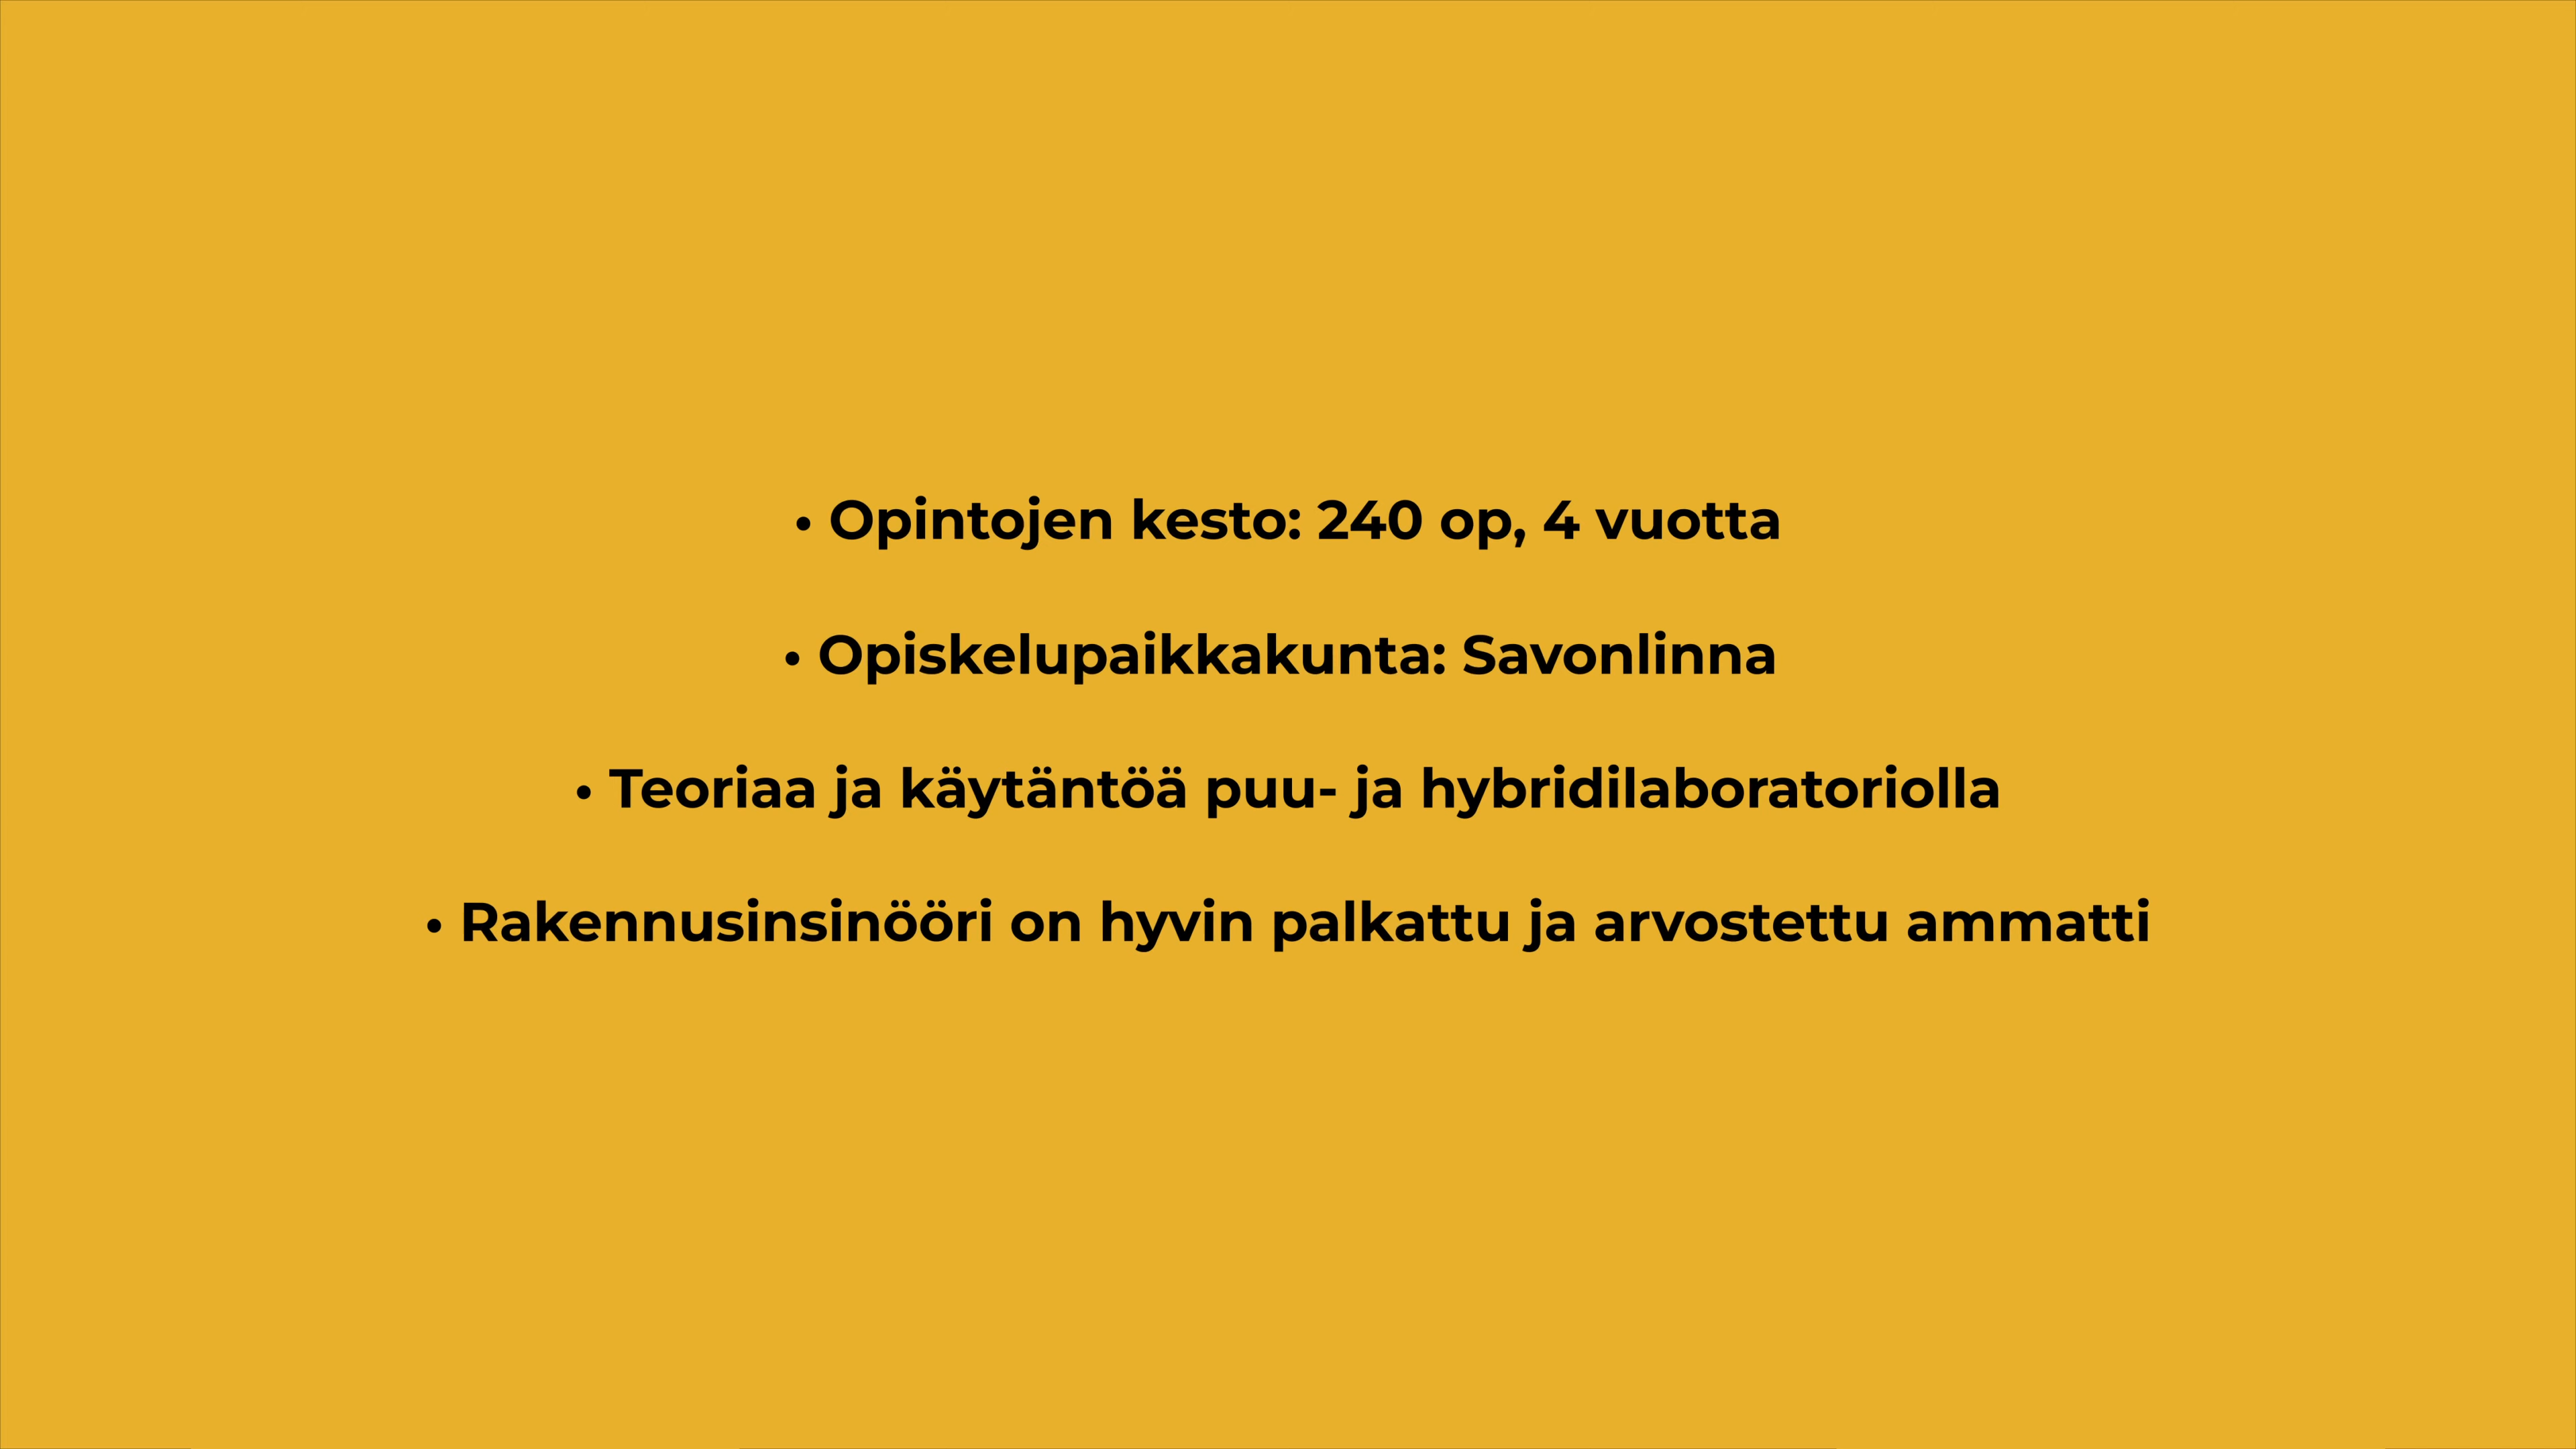 • Opintojen kesto: 240 op, 4 vuotta
• Opiskelupaikkakunta: Savonlinna
• Teoriaa ja käytäntöä puu- ja hybridilaboratoriolla
• Rakennusinsinööri on hyvin palkattu ja arvostettu ammatti